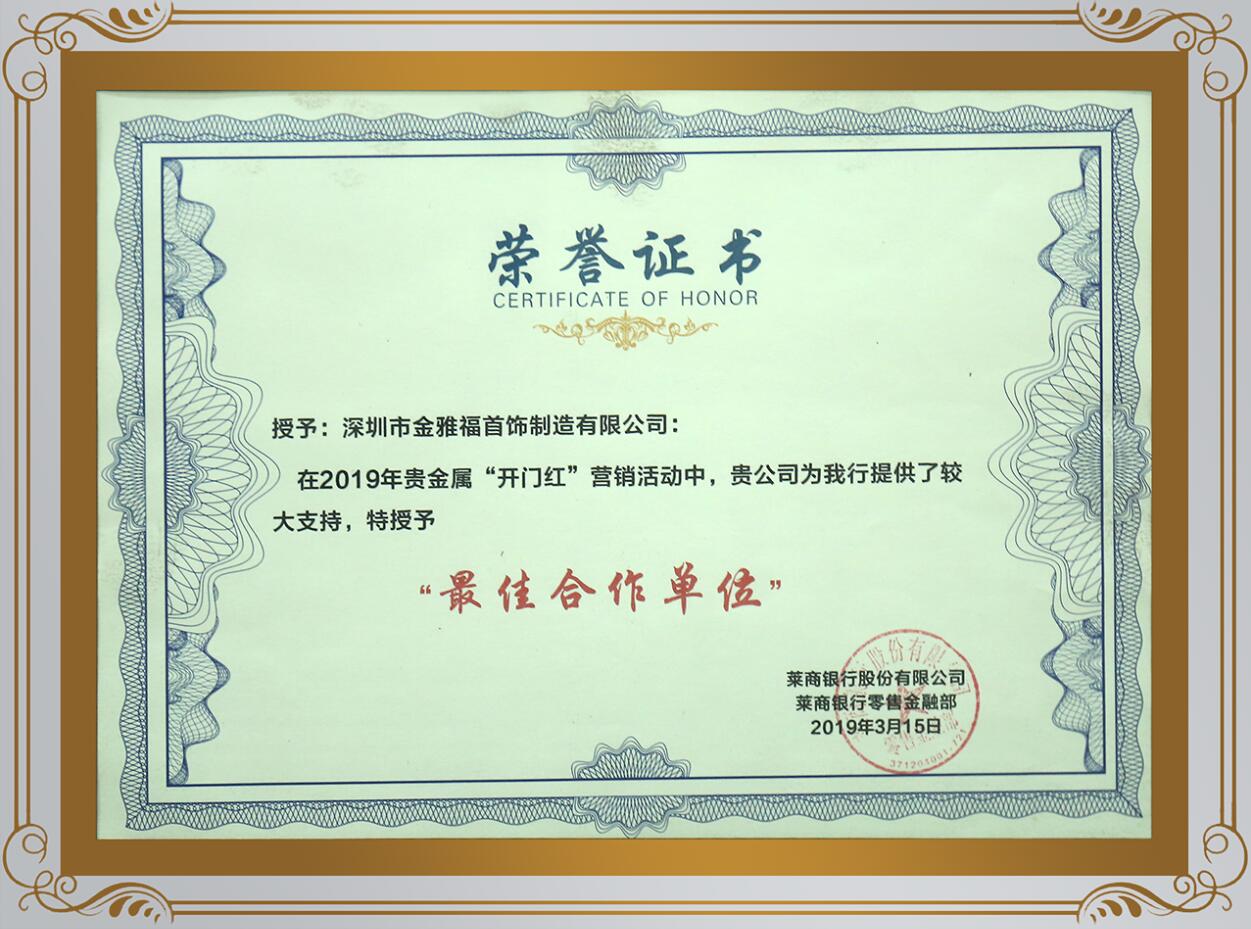 荣誉证书
CERTIFICATE OF HONOR
授予：深圳市金雅福首饰制造有限公司：
在2019年贵金属“开门红”营销活动中，贵公司为我行提供了较
大支持，特授予
“最佳合作单位”
莱商银行股份有限公司
莱商银行零售金融部
2019年3月15日